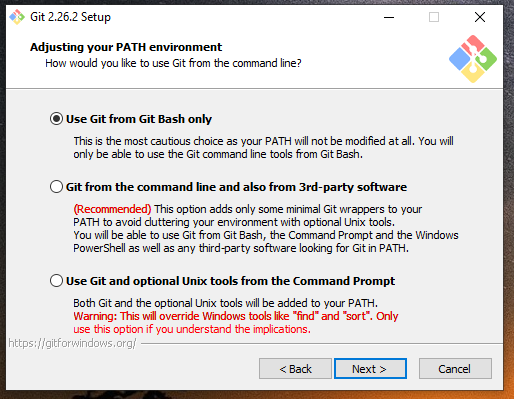 Git 2.26.2 Setup
Adjusting your PATH environment
How would you like to use Git from the command line?
Use Git from Git Bash only
This is the most cautious choice as your PATH will not be modified at. all. You will
only be able to use the Git command line tools from Git Bash.
Git from the command line and also from 3rd-party software
(Recommended) This option adds only some minimal Git wrappers to your
PATH to avoid cluttering your environment with optional Unix tools.
You will be able to use Git from Git Bash, the Command Prompt and the Windows
PowerShell as well as any third-party software looking for Git in PATH.
Use Git and optional Unix tools from the Command Prompt
Both Git and the optional Unix tools will be added to your PATH.
Warning: This will override Windows tools like "find" and "sort". Only
use this option if you understand the implications.
https://gitforwindows.org/
< Back
Next >
Cancel